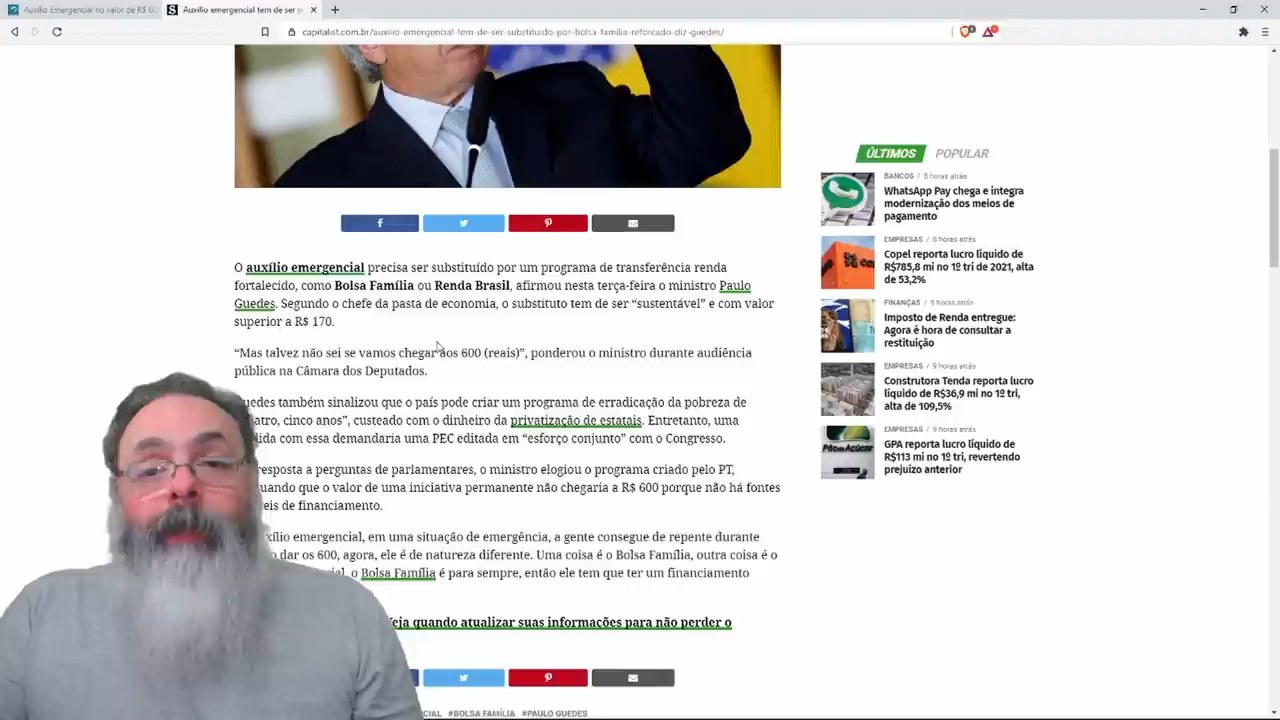 Auxílio Emergencial no valor de R$ 60
Auxílio emergencial tem de ser s
capitalist.com.br/auxilio-emergencial-tem-de-ser-substituido-por-bolsa-familia-reforcado-diz-guedes/
O auxílio emergencial precisa ser substituído por um programa de transferência renda
fortalecido, como Bolsa Família ou Renda Brasil, afirmou nesta terça-feira o ministro Paulo
Guedes. Segundo o chefe da pasta de economia, o substituto tem de ser “sustentável” e com valor
superior a R$ 170.
“Mas talvez não sei se vamos chegar aos 600 (reais)”, ponderou o ministro durante audiência
pública na Câmara dos Deputados.
uedes também sinalizou que o país pode criar um programa de erradicação da pobreza de
atro, cinco anos”, custeado com o dinheiro da privatização de estatais. Entretanto, uma
dida com essa demandaria uma PEC editada em “esforço conjunto” com o Congresso.
resposta a perguntas de parlamentares, o ministro elogiou o programa criado pelo PT,
uando que o valor de uma iniciativa permanente não chegaria a R$ 600 porque não há fontes
eis de financiamento.
xílio emergencial, em uma situação de emergência, a gente consegue de repente durante
dar os 600, agora, ele é de natureza diferente. Uma coisa é o Bolsa Família, outra coisa é o
ial, o Bolsa Família é para sempre, então ele tem que ter um financiamento
eja quando atualizar suas informações para não perder o
CIAL #BOLSA FAMÍLIA #PAULO GUEDES
ÚLTIMOS POPULAR
BANCOS / 8 horas atrás
WhatsApp Pay chega e integra
modernização dos meios de
pagamento
EMPRESAS / 8 horas atrás
Copel reporta lucro líquido de
R$785,8 mi no 1º tri de 2021, alta
de 53,2%
FINANÇAS / 9 horas atrás
Imposto de Renda entregue:
Agora é hora de consultar a
restituição
EMPRESAS / 9 horas atrás
Construtora Tenda reporta lucro
líquido de R$36,9 mi no 1º tri,
alta de 109,5%
EMPRESAS / 9 horas atrás
GPA reporta lucro líquido de
R$113 mi no 1º tri, revertendo
prejuízo anterior